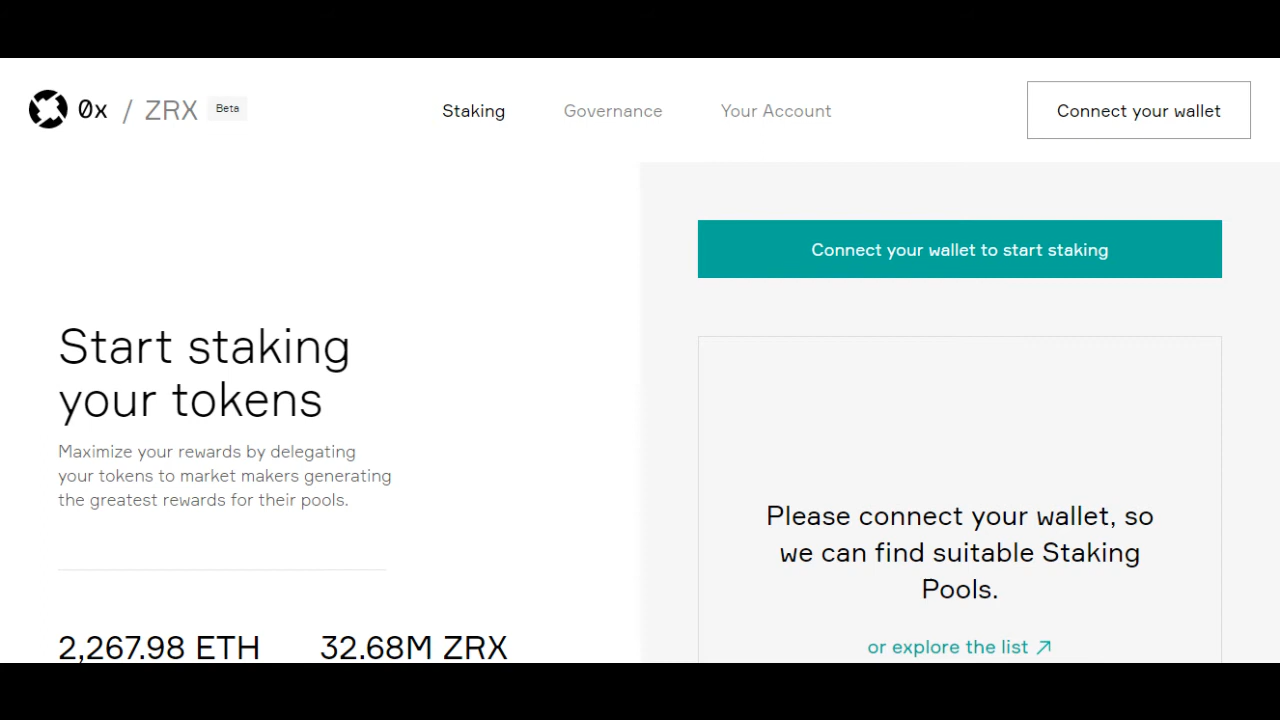 0x / ZRX Beta
Staking
Governance
Your Account
Connect your wallet
Connect your wallet to start staking
Start staking
your tokens
Maximize your rewards by delegating
your tokens to market makers generating
the greatest rewards for their pools.
2,267.98 ETH
32.68M ZRX
Please connect your wallet, so
we can find suitable Staking
Pools.
or explore the list ↗